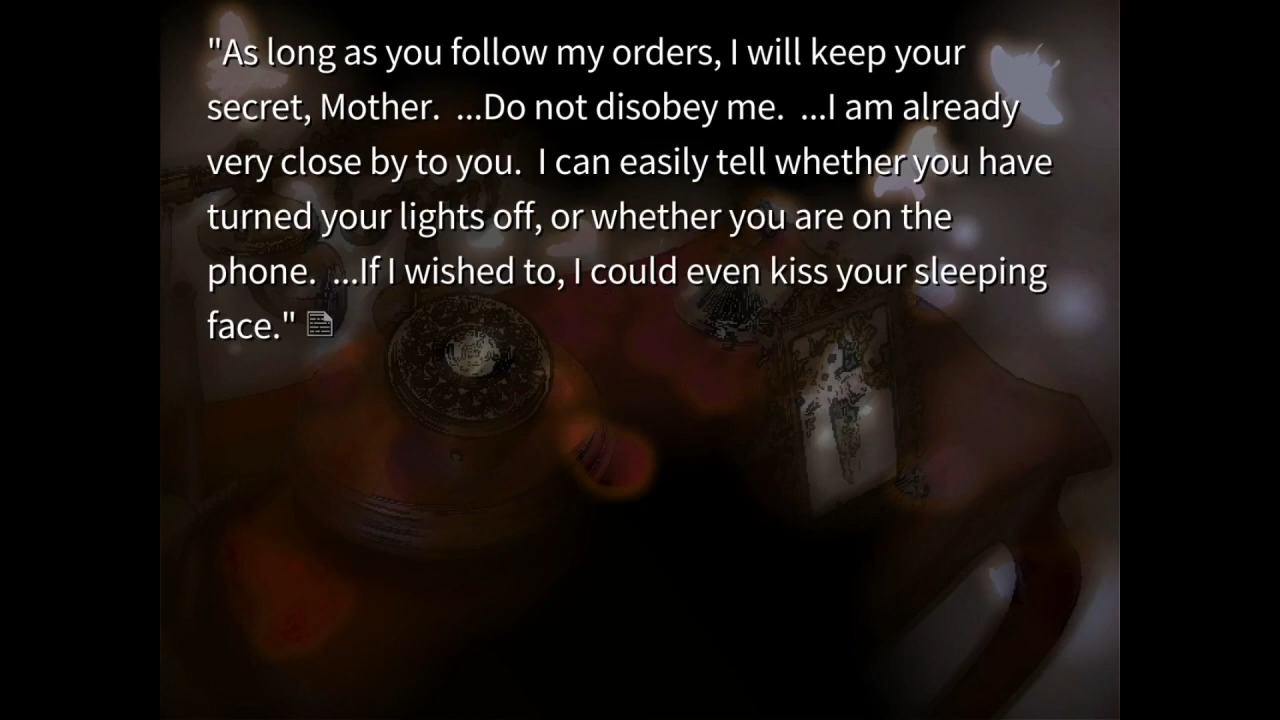 "As long as you follow my orders, I will keep your
secret, Mother.  ...Do not disobey me.  ...I am already
very close by to you.  I can easily tell whether you have
turned your lights off, or whether you are on the
phone.  ...If I wished to, I could even kiss your sleeping
face."